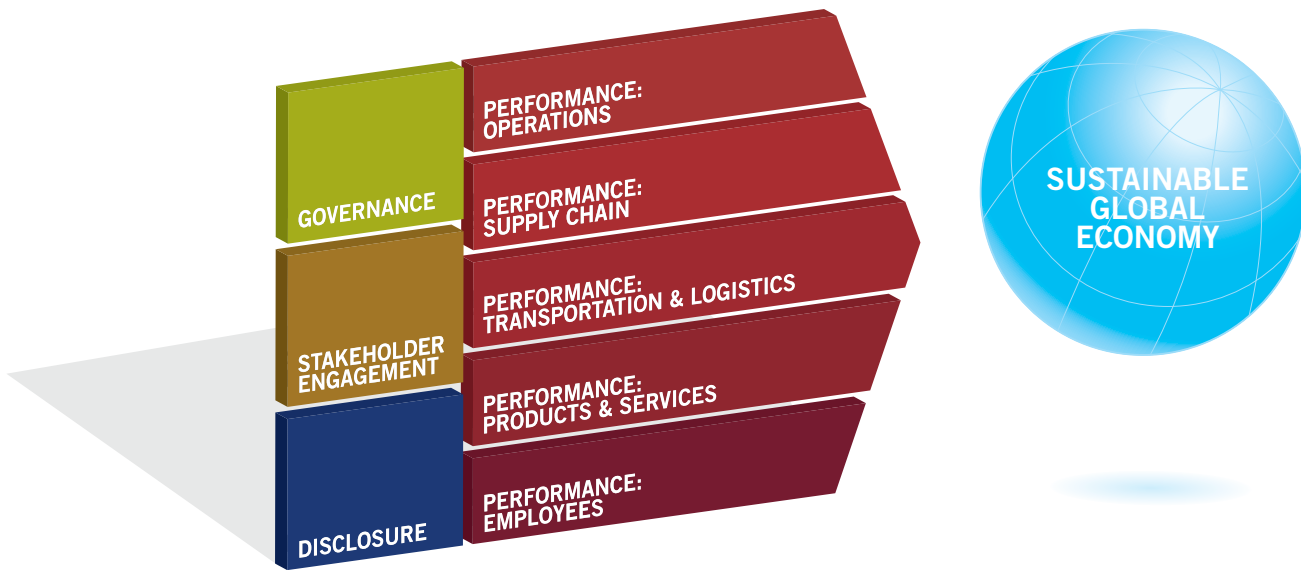 GOVERNANCE
STAKEHOLDER
ENGAGEMENT
DISCLOSURE
PERFORMANCE:
OPERATIONS
PERFORMANCE:
SUPPLY CHAIN
PERFORMANCE:
TRANSPORTATION & LOGISTICS
PERFORMANCE:
PRODUCTS & SERVICES
PERFORMANCE:
EMPLOYEES
SUSTAINABLE
GLOBAL
ECONOMY